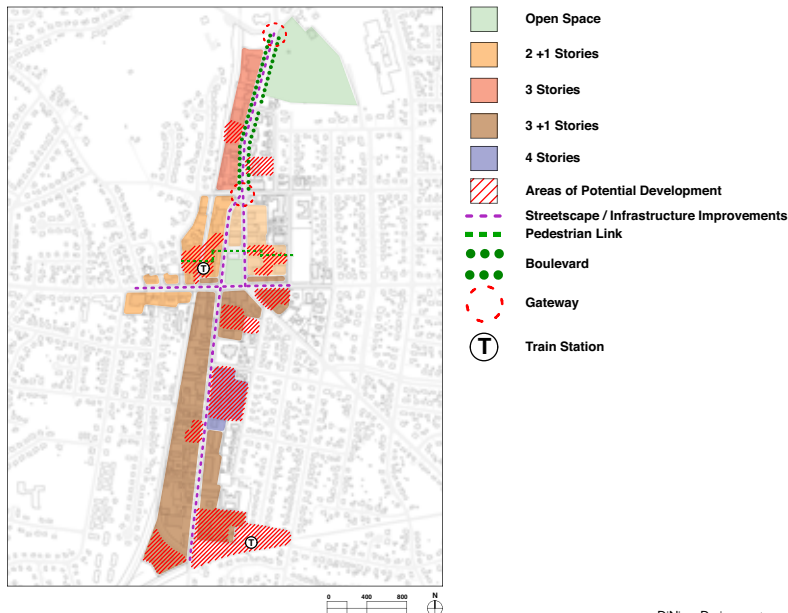 Open Space
2 +1 Stories
3 Stories
3 +1 Stories
4 Stories
Areas of Potential Development
Streetscape / Infrastructure Improvements
Pedestrian Link
Boulevard
Gateway
T Train Station
T
T
0 400 800 N